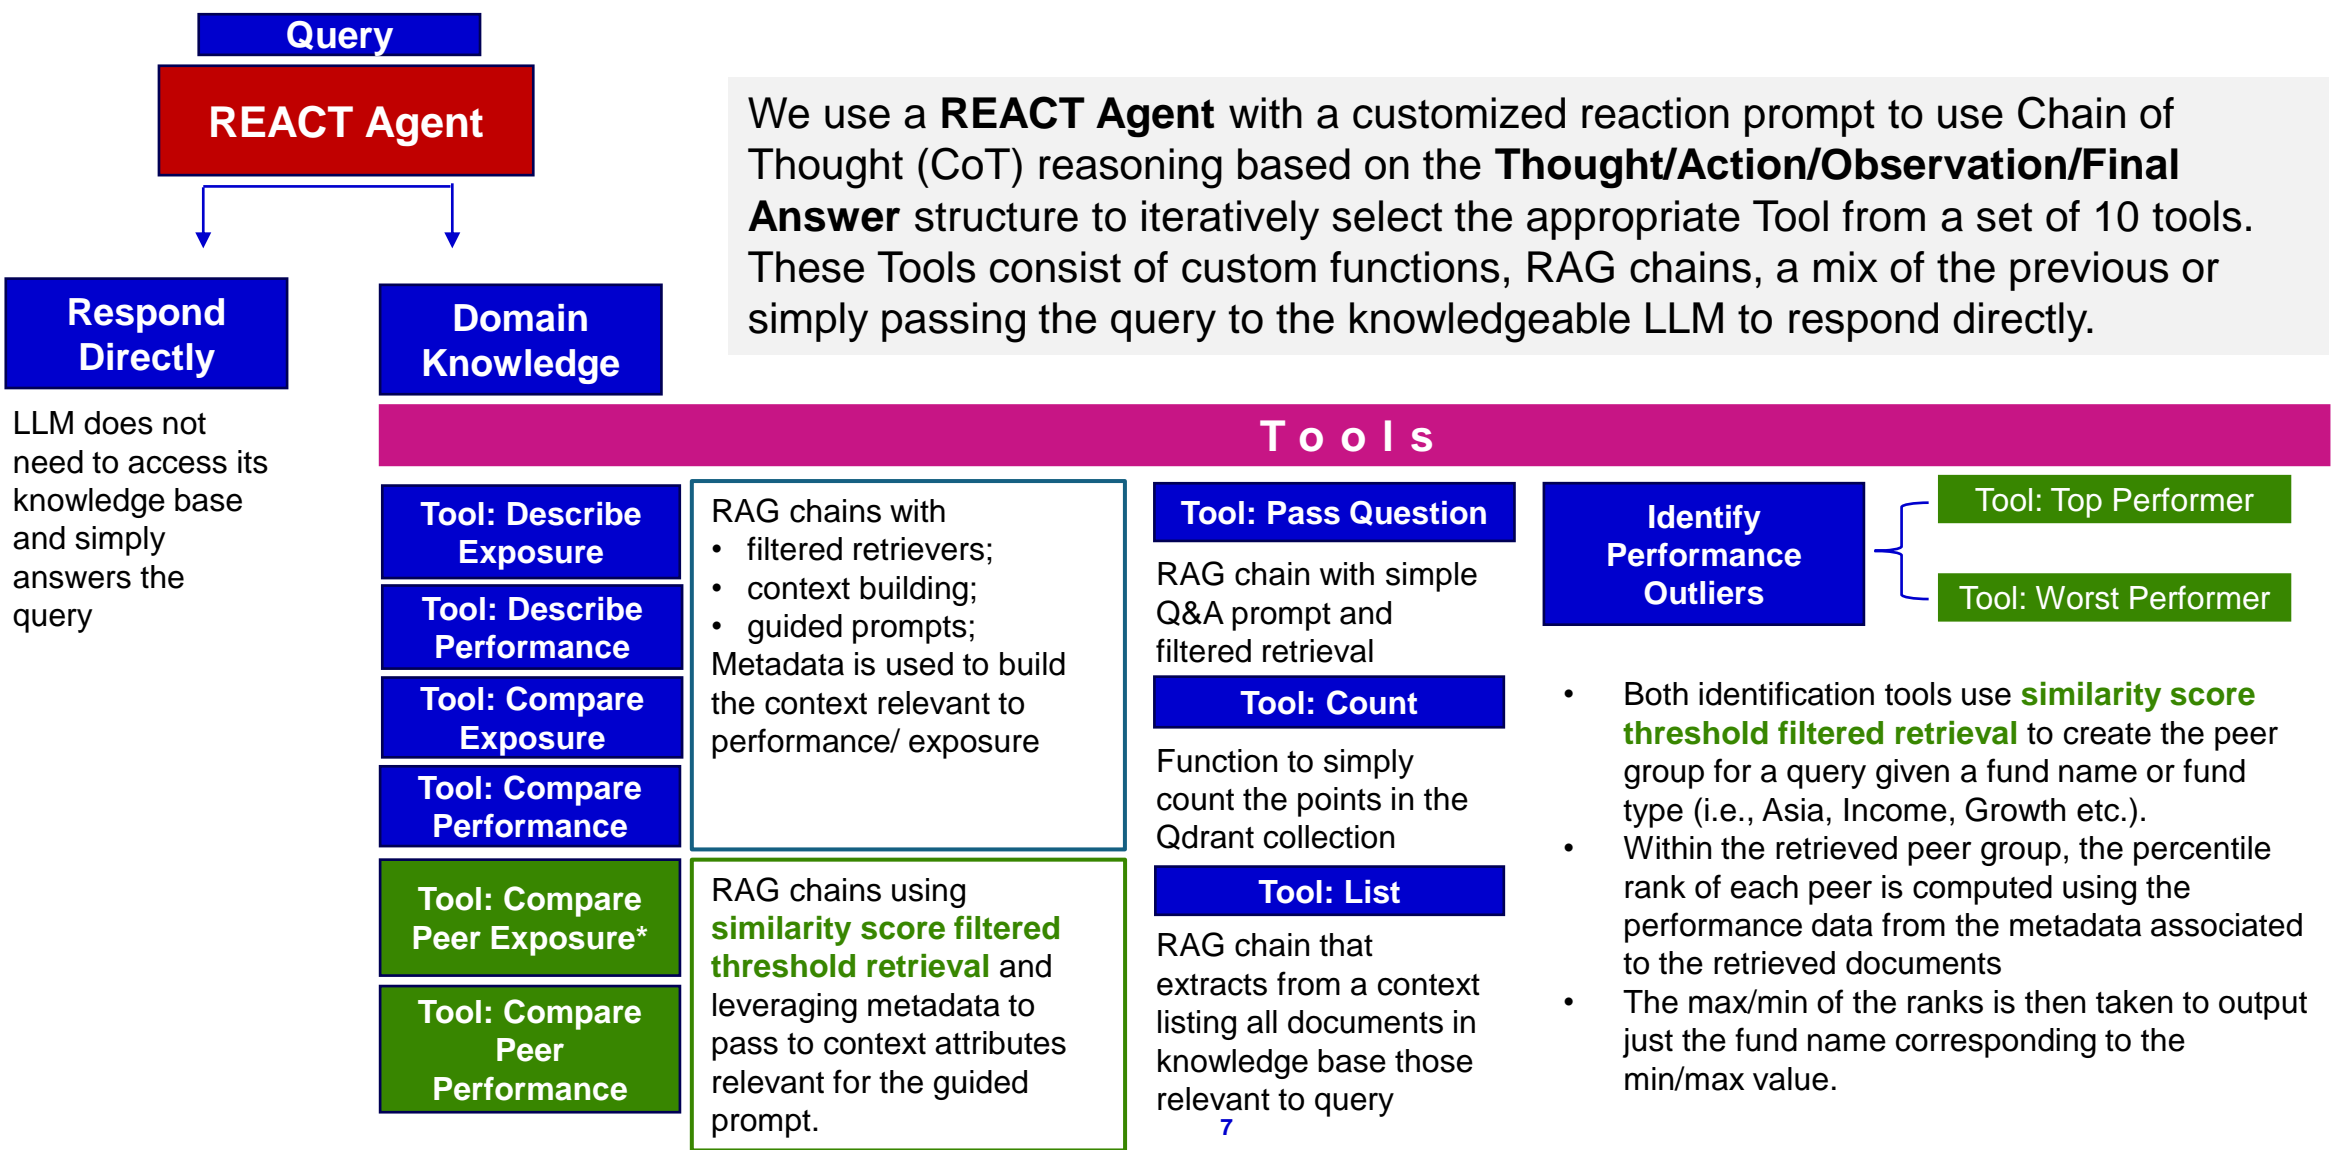 Query
REACT Agent
We use a REACT Agent with a customized reaction prompt to use Chain of
Thought (CoT) reasoning based on the Thought/Action/Observation/Final
Answer structure to iteratively select the appropriate Tool from a set of 10 tools.
These Tools consist of custom functions, RAG chains, a mix of the previous or
simply passing the query to the knowledgeable LLM to respond directly.
Respond
Directly
LLM does not
need to access its
knowledge base
and simply
answers the
query
Domain
Knowledge
Tools
Tool: Describe
Exposure
Tool: Describe
Performance
Tool: Compare
Exposure
Tool: Compare
Performance
RAG chains with
• filtered retrievers;
• context building;
• guided prompts;
Metadata is used to build
the context relevant to
performance/ exposure
Tool: Compare
Peer Exposure*
Tool: Compare
Peer
Performance
RAG chains using
similarity score filtered
threshold retrieval and
leveraging metadata to
pass to context attributes
relevant for the guided
prompt.
Tool: Pass Question
RAG chain with simple
Q&A prompt and
filtered retrieval
Tool: Count
Function to simply
count the points in the
Qdrant collection
Tool: List
RAG chain that
extracts from a context
listing all documents in
knowledge base those
relevant to query
Identify
Performance
Outliers
Tool: Top Performer
Tool: Worst Performer
• Both identification tools use similarity score
threshold filtered retrieval to create the peer
group for a query given a fund name or fund
type (i.e., Asia, Income, Growth etc.).
• Within the retrieved peer group, the percentile
rank of each peer is computed using the
performance data from the metadata associated
to the retrieved documents
• The max/min of the ranks is then taken to output
just the fund name corresponding to the
min/max value.
7